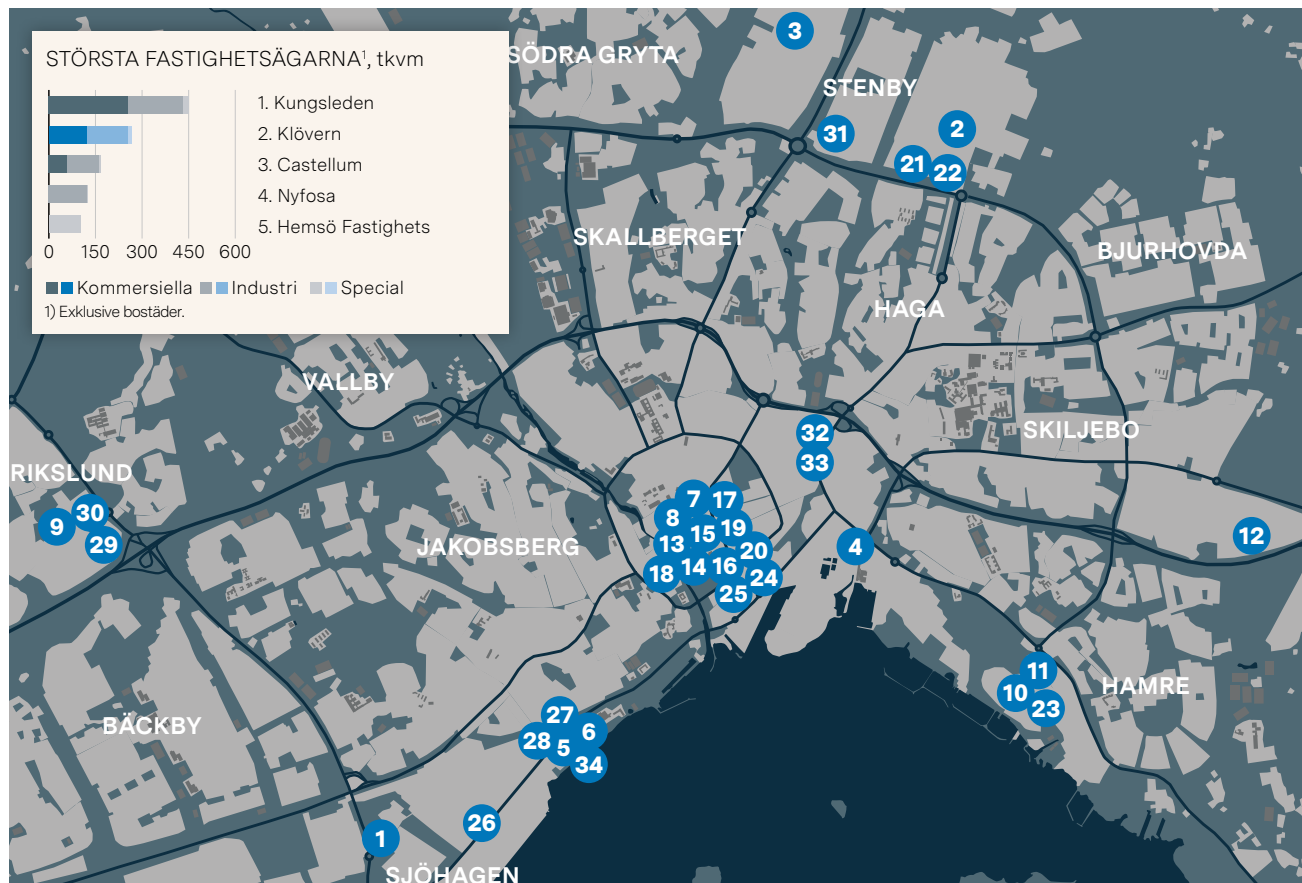 STÖRSTA FASTIGHETSÄGARNA¹, tkvm
1. Kungsleden
2. Klövern
3. Castellum
4. Nyfosa
5. Hemsö Fastighets
0 150 300 450 600
Kommersiella Industri Special
1) Exklusive bostäder.
SÖDRA GRYTA
3
STENBY
31
2
21
22
SKALLBERGET
BJURHOVDA
HAGA
VALLBY
32
SKILJEBO
33
RIKSLUND
9
30
29
7
17
8
15
19
13
20
JAKOBSBERG
18
14
16
24
25
4
12
11
10
23
HAMRE
BÄCKBY
27
6
28
5
34
26
1
SJÖHAGEN